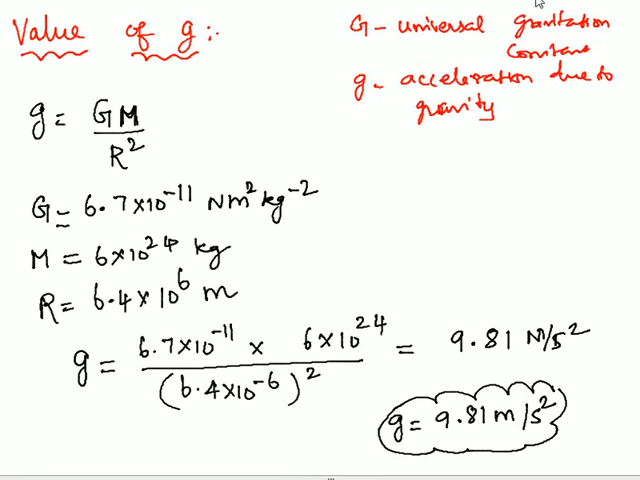 Value of g:.
G - universal gravitation
constant
g - acceleration due to
gravity
g = GM
R²
G = 6.7×10⁻¹¹ Nm² kg⁻²
M = 6×10²⁴ kg
R = 6.4×10⁶ m
g = 6.7×10⁻¹¹ × 6×10²⁴ = 9.81 M/s²
(6.4×10⁻⁶)²
g = 9.81 m/s²